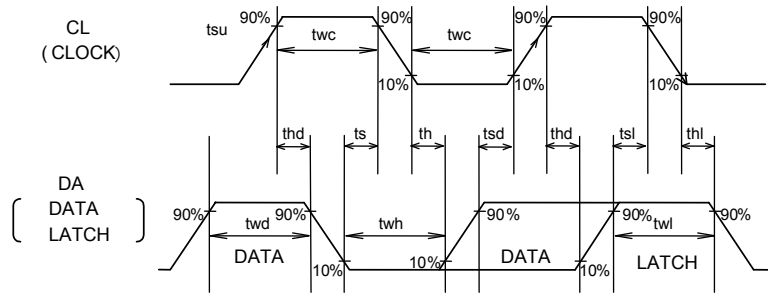 CL
( CLOCK)
tsu 90% twc 90% twc 90% 90%
10% 10% 10%
thd ts th tsd thd tsl thl
DA
DATA
LATCH
90% twd 90% twh 90% 90% twl 90%
DATA DATA LATCH
10% 10% 10%